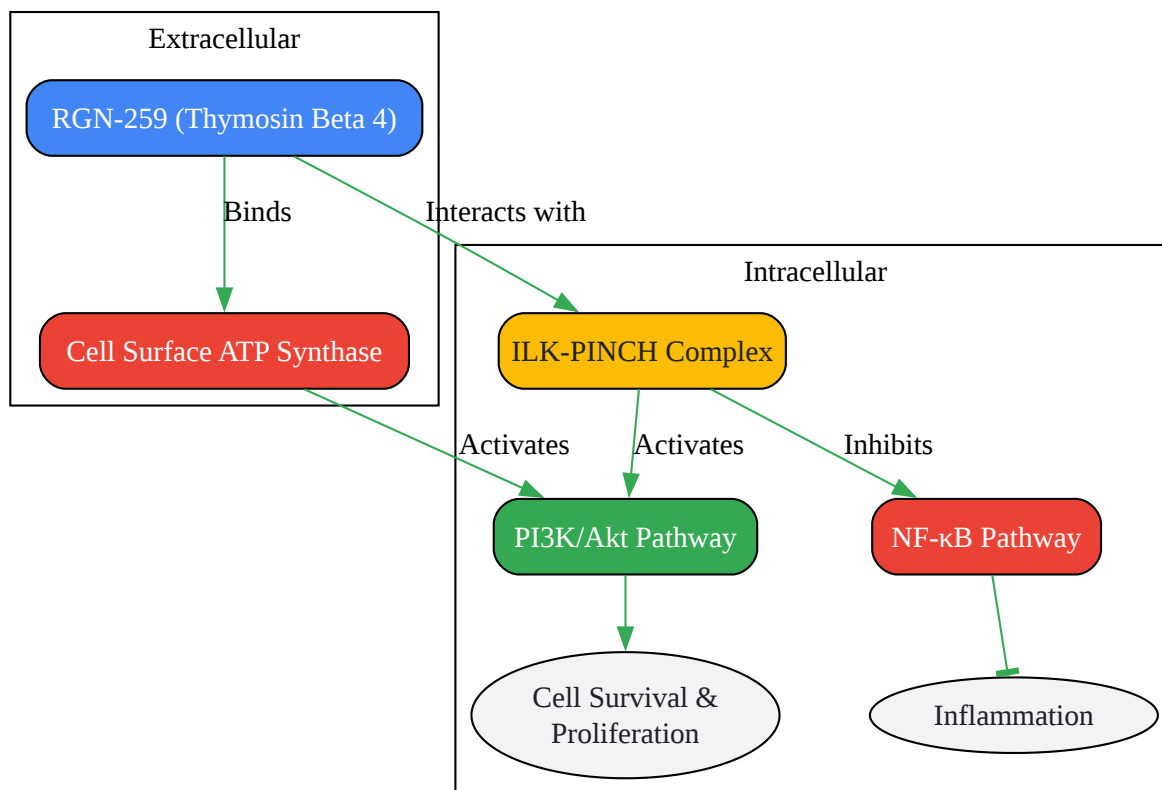 Extracellular
RGN-259 (Thymosin Beta 4)
Binds
Interacts with
Intracellular
Cell Surface ATP Synthase
ILK-PINCH Complex
Activates
Activates
Inhibits
PI3K/Akt Pathway
NF-κB Pathway
Cell Survival &
Proliferation
Inflammation